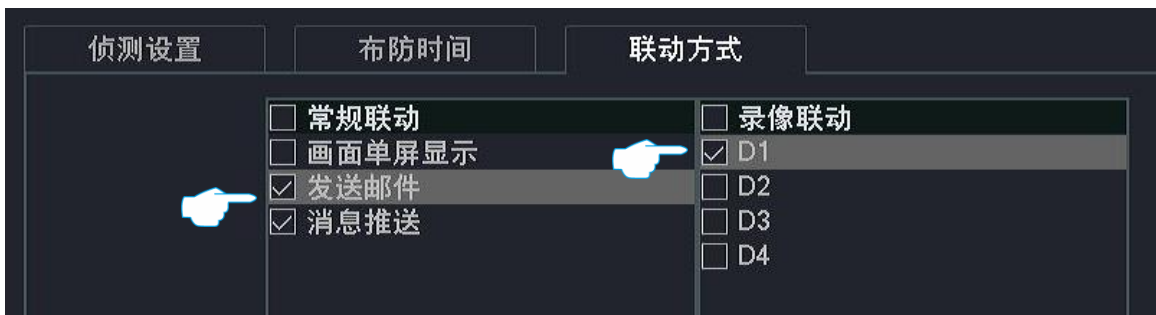 侦测设置 布防时间 联动方式
常规联动 录像联动
画面单屏显示 D1
发送邮件 D2
消息推送 D3
D4